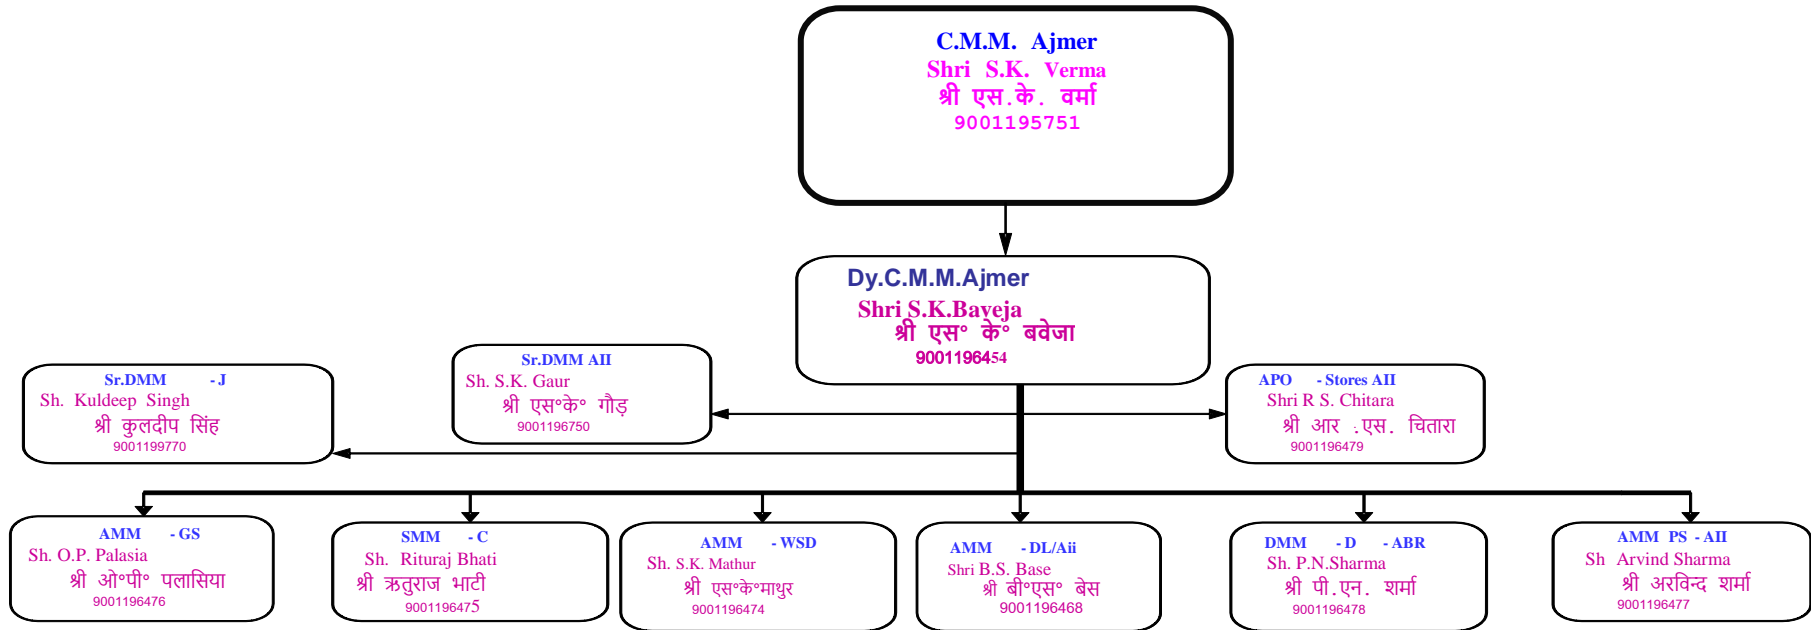 C.M.M. Ajmer
Shri S.K. Verma
श्री एस.के. वर्मा
9001195751
Dy.C.M.M.Ajmer
Shri S.K.Baveja
श्री एस° के° बवेजा
9001196454
Sr.DMM AII
Sh. S.K. Gaur
श्री एस°के° गौड़
9001196750
Sr.DMM - J
Sh. Kuldeep Singh
श्री कुलदीप सिंह
9001199770
APO - Stores AII
Shri R S. Chitara
श्री आर .एस. चितारा
9001196479
AMM - GS
Sh. O.P. Palasia
श्री ओ°पी° पलासिया
9001196476
SMM - C
Sh. Rituraj Bhati
श्री ऋतुराज भाटी
9001196475
AMM - WSD
Sh. S.K. Mathur
श्री एस°के°माथुर
9001196474
AMM - DL/Aii
Shri B.S. Base
श्री बी°एस° बेस
9001196468
DMM - D - ABR
Sh. P.N.Sharma
श्री पी.एन. शर्मा
9001196478
AMM PS - AII
Sh Arvind Sharma
श्री अरविन्द शर्मा
9001196477